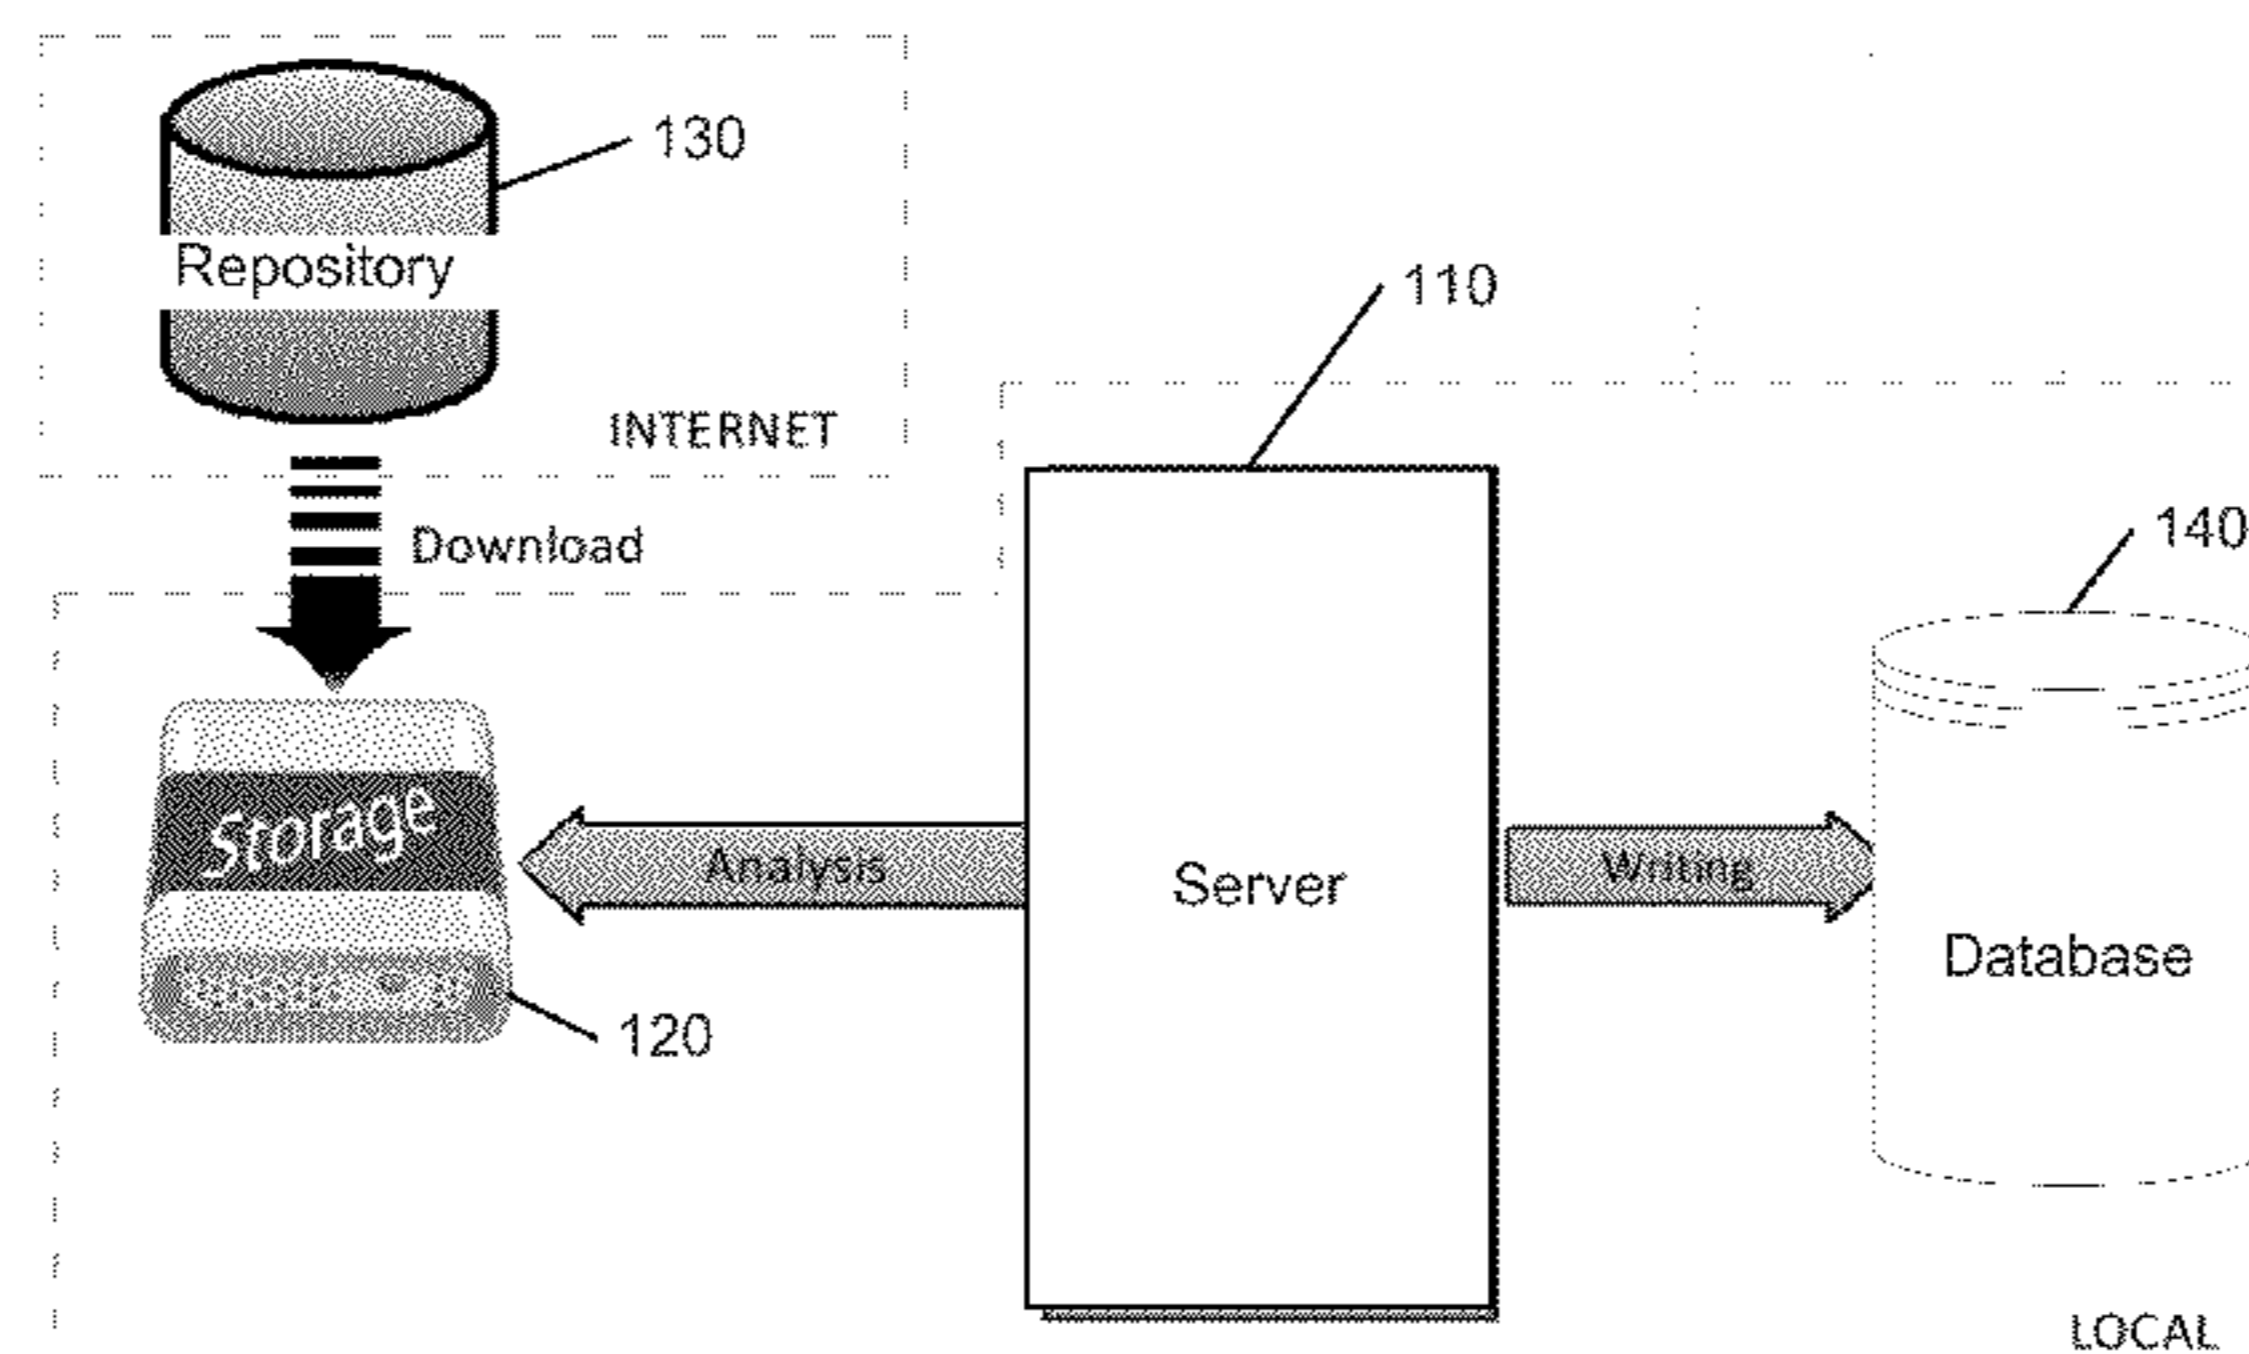 130
Repository
110
INTERNET
140
Download
Storage
Analysis
Server
Writing
Database
120
LOCAL